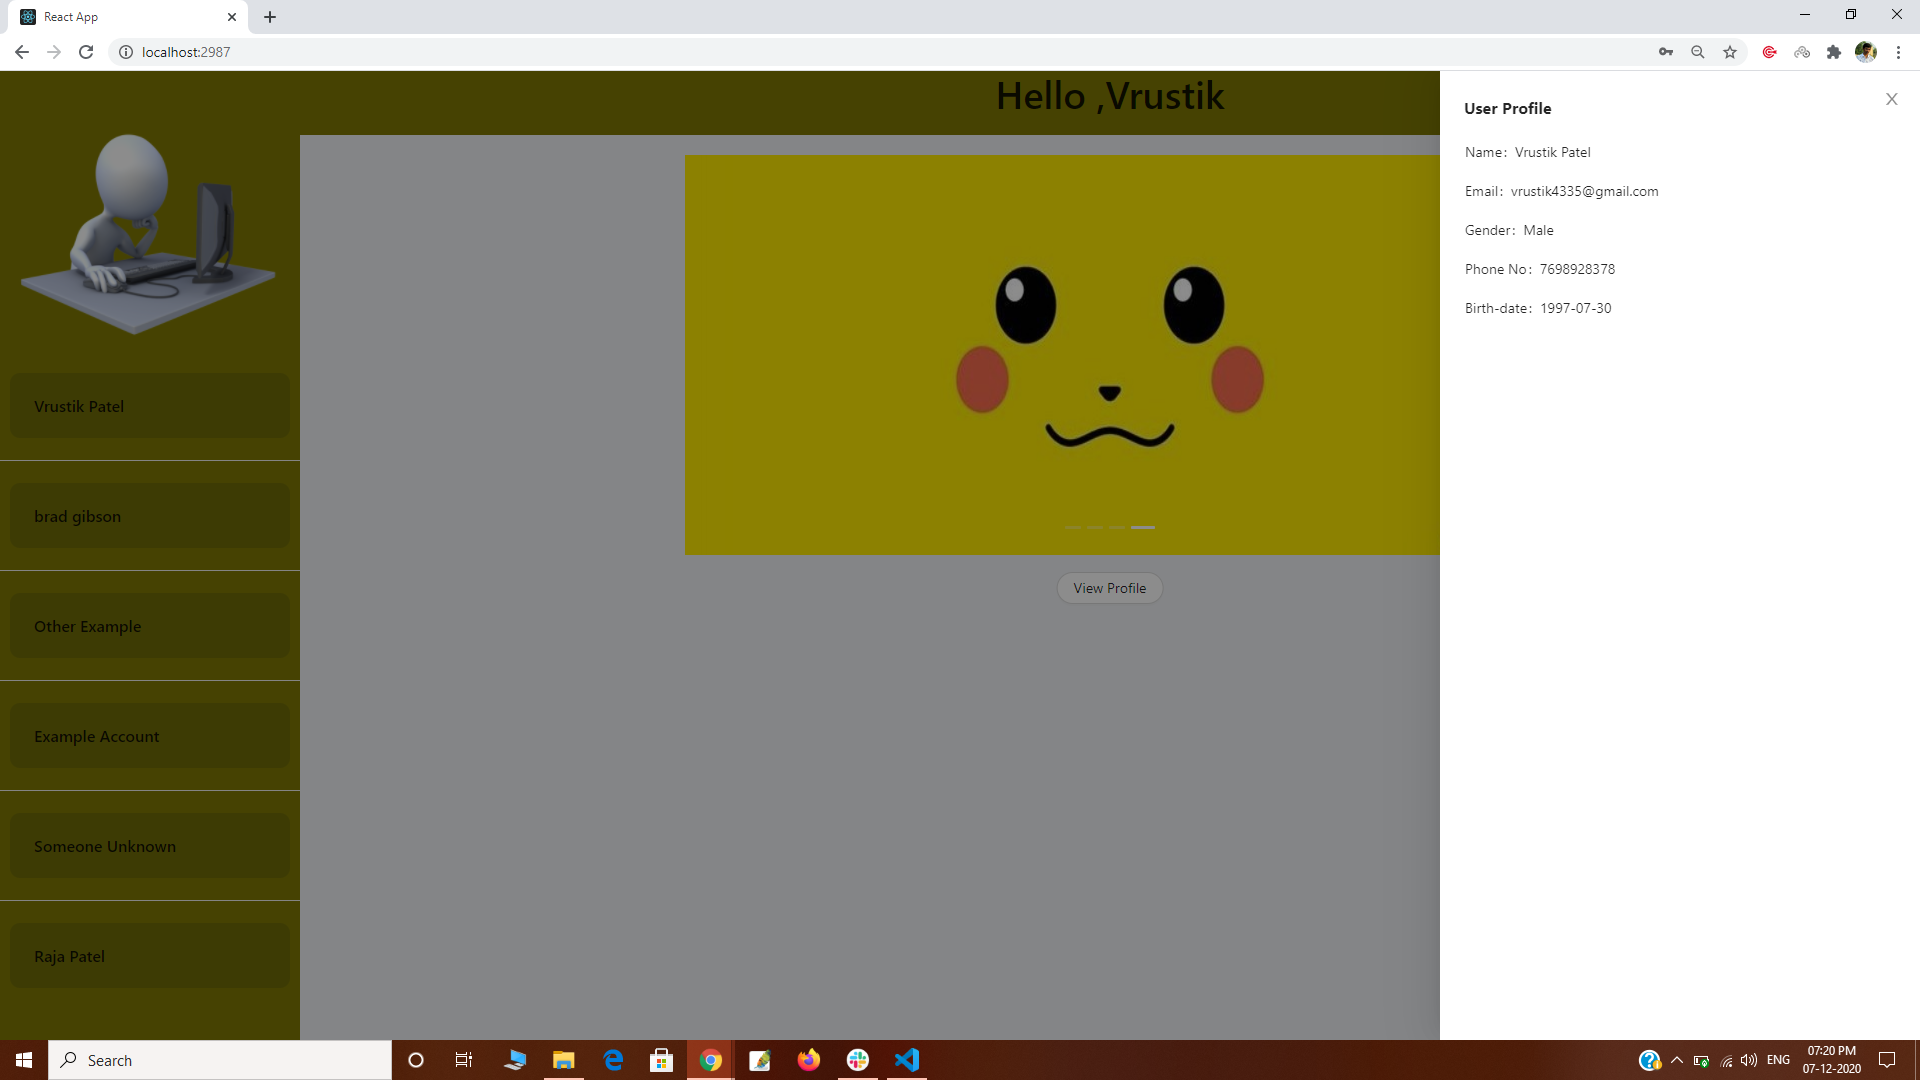 React App
localhost:2987
Hello ,Vrustik
Vrustik Patel
brad gibson
Other Example
Example Account
Someone Unknown
Raja Patel
View Profile
User Profile
Name: Vrustik Patel
Email: vrustik4335@gmail.com
Gender: Male
Phone No: 7698928378
Birth-date: 1997-07-30
Search
ENG
07:20 PM
07-12-2020